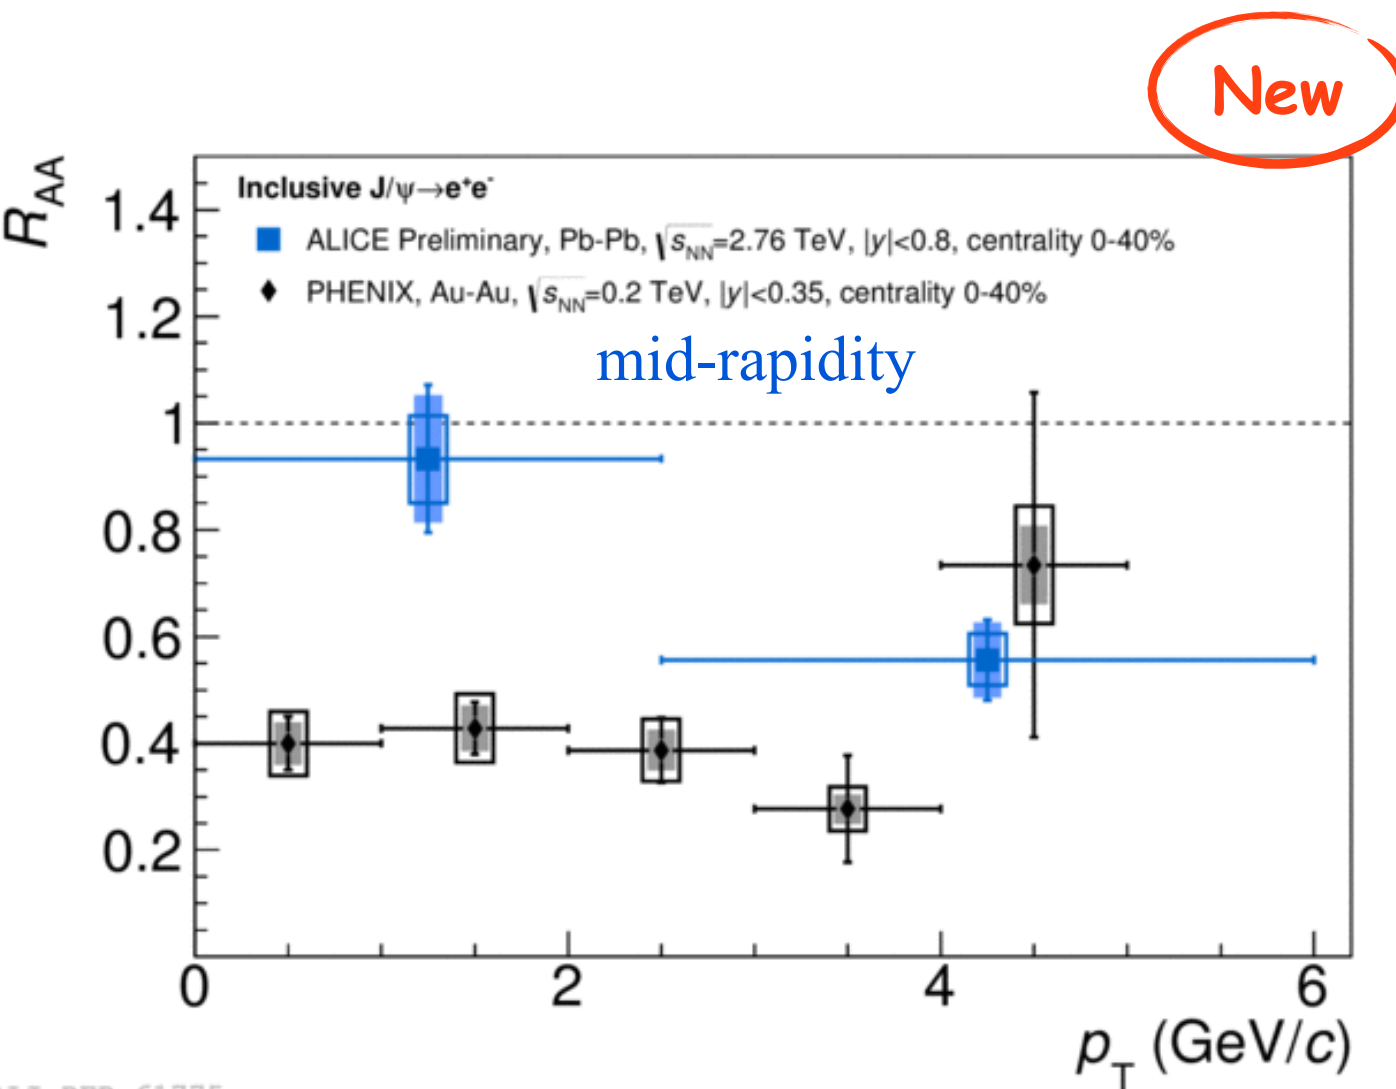 New
R_AA
Inclusive J/ψ→e⁺e⁻
ALICE Preliminary, Pb-Pb, √s_NN=2.76 TeV, |y|<0.8, centrality 0-40%
PHENIX, Au-Au, √s_NN=0.2 TeV, |y|<0.35, centrality 0-40%
mid-rapidity
1.4
1.2
1
0.8
0.6
0.4
0.2
0 2 4 6
p_T (GeV/c)